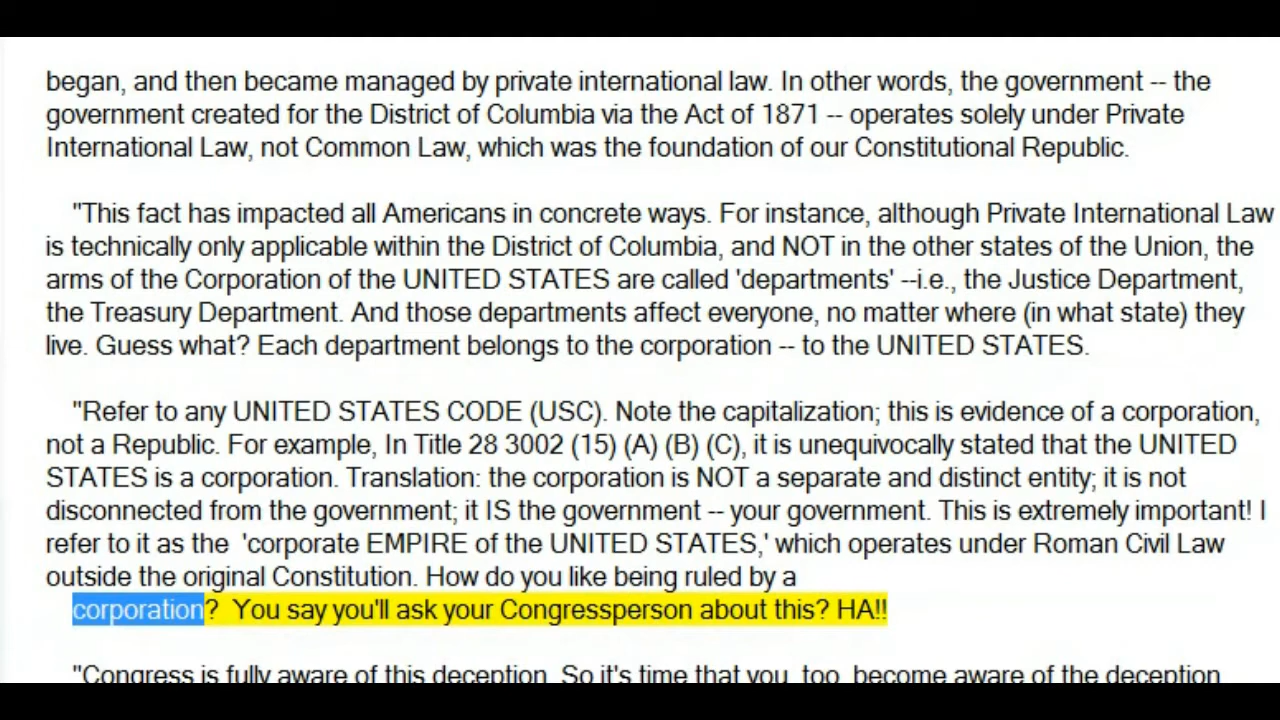 began, and then became managed by private international law. In other words, the government -- the
government created for the District of Columbia via the Act of 1871 -- operates solely under Private
International Law, not Common Law, which was the foundation of our Constitutional Republic.
"This fact has impacted all Americans in concrete ways. For instance, although Private International Law
is technically only applicable within the District of Columbia, and NOT in the other states of the Union, the
arms of the Corporation of the UNITED STATES are called 'departments' --i.e., the Justice Department,
the Treasury Department. And those departments affect everyone, no matter where (in what state) they
live. Guess what? Each department belongs to the corporation -- to the UNITED STATES.
"Refer to any UNITED STATES CODE (USC). Note the capitalization; this is evidence of a corporation,
not a Republic. For example, In Title 28 3002 (15) (A) (B) (C), it is unequivocally stated that the UNITED
STATES is a corporation. Translation: the corporation is NOT a separate and distinct entity; it is not
disconnected from the government; it IS the government -- your government. This is extremely important! I
refer to it as the 'corporate EMPIRE of the UNITED STATES,' which operates under Roman Civil Law
outside the original Constitution. How do you like being ruled by a
corporation? You say you'll ask your Congressperson about this? HA!!
"Congress is fully aware of this deception. So it's time that you, too, become aware of the deception